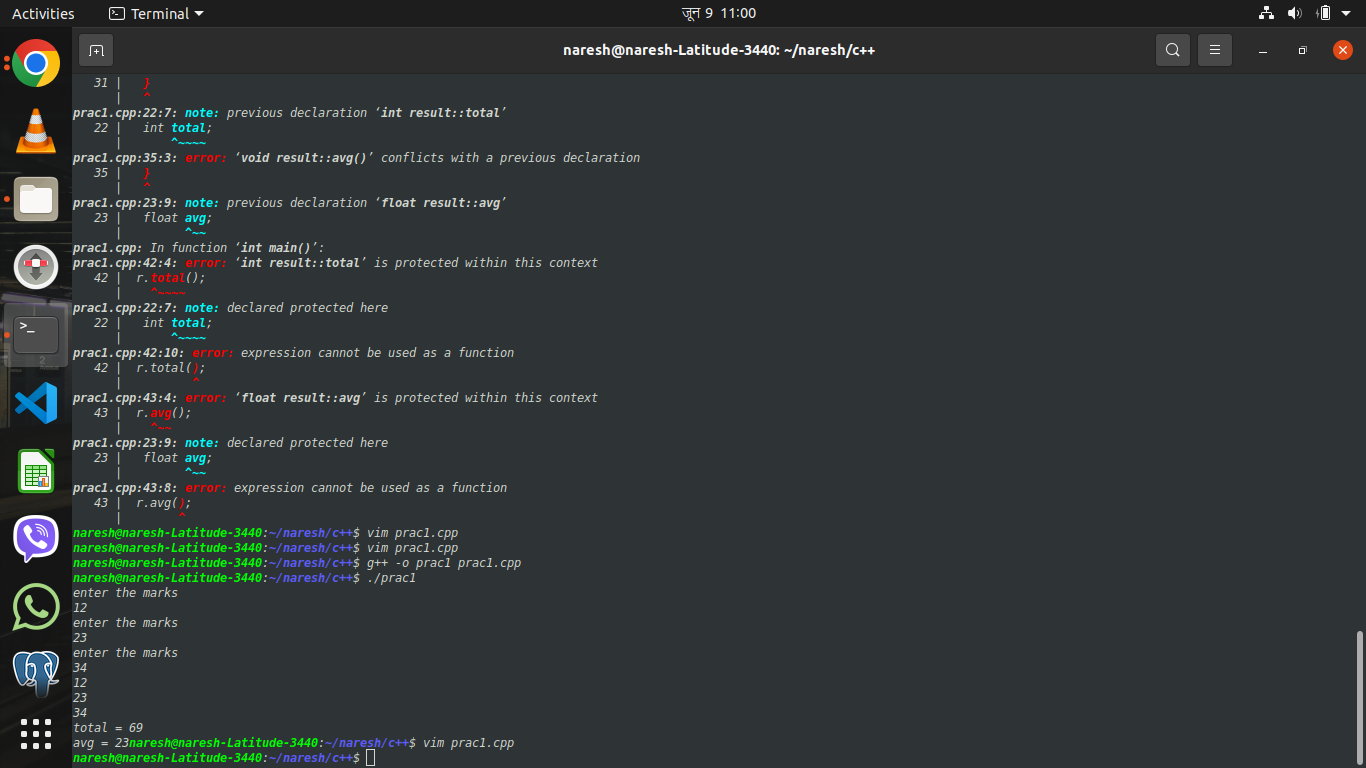 Activities
Terminal
जून 9 11:00
naresh@naresh-Latitude-3440: ~/naresh/c++
31 | }
| ^
prac1.cpp:22:7: note: previous declaration ‘int result::total’
22 | int total;
| ^~~~~
prac1.cpp:35:3: error: ‘void result::avg()’ conflicts with a previous declaration
35 | }
| ^
prac1.cpp:23:9: note: previous declaration ‘float result::avg’
23 | float avg;
| ^~~
prac1.cpp: In function ‘int main()’:
prac1.cpp:42:4: error: ‘int result::total’ is protected within this context
42 | r.total();
| ^~~~~
prac1.cpp:22:7: note: declared protected here
22 | int total;
| ^~~~~
prac1.cpp:42:10: error: expression cannot be used as a function
42 | r.total();
| ^
prac1.cpp:43:4: error: ‘float result::avg’ is protected within this context
43 | r.avg();
| ^~~
prac1.cpp:23:9: note: declared protected here
23 | float avg;
| ^~~
prac1.cpp:43:8: error: expression cannot be used as a function
43 | r.avg();
| ^
naresh@naresh-Latitude-3440:~/naresh/c++$ vim prac1.cpp
naresh@naresh-Latitude-3440:~/naresh/c++$ vim prac1.cpp
naresh@naresh-Latitude-3440:~/naresh/c++$ g++ -o prac1 prac1.cpp
naresh@naresh-Latitude-3440:~/naresh/c++$ ./prac1
enter the marks
12
enter the marks
23
enter the marks
34
12
23
34
total = 69
avg = 23naresh@naresh-Latitude-3440:~/naresh/c++$ vim prac1.cpp
naresh@naresh-Latitude-3440:~/naresh/c++$